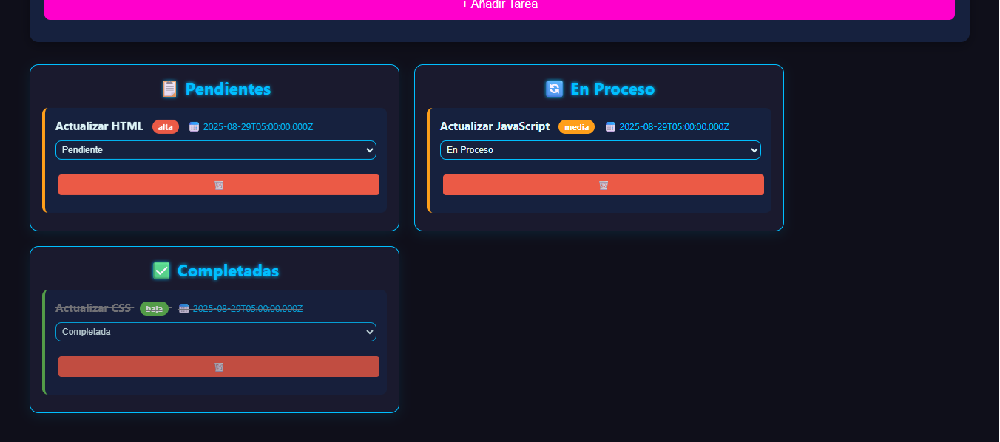 + Añadir Tarea
Pendientes
Actualizar HTML alta 2025-08-29T05:00:00.000Z
Pendiente
En Proceso
Actualizar JavaScript media 2025-08-29T05:00:00.000Z
En Proceso
Completadas
Actualizar CSS baja 2025-08-29T05:00:00.000Z
Completada